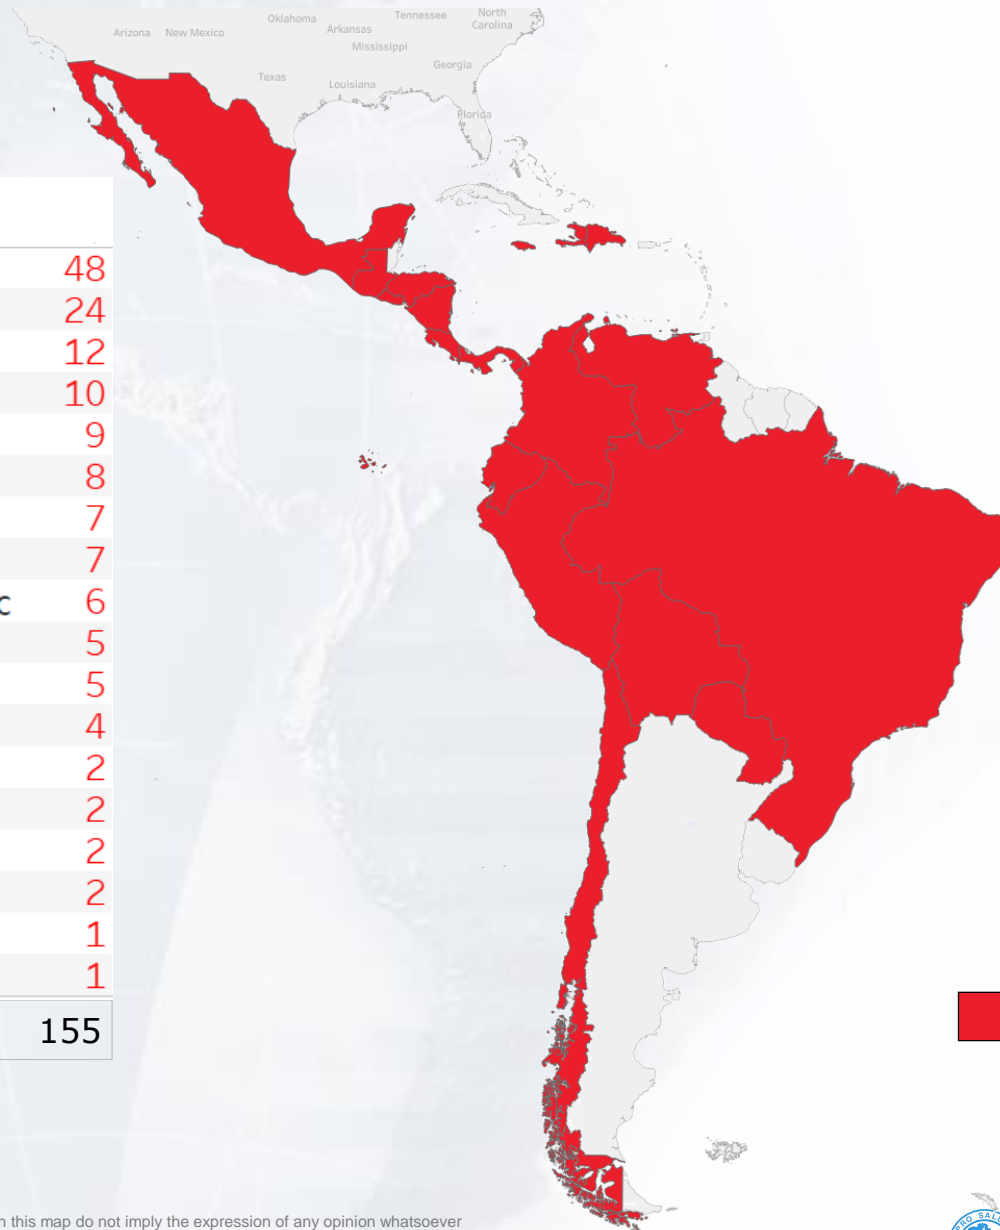 Oklahoma
Tennessee
North
Carolina
Arizona
New Mexico
Arkansas
Mississippi
Georgia
Texas
Louisiana
Florida
48
24
12
10
9
8
7
7
c 6
5
5
4
2
2
2
2
1
1
155
this map do not imply the expression of any opinion whatsoever
PRO SALU